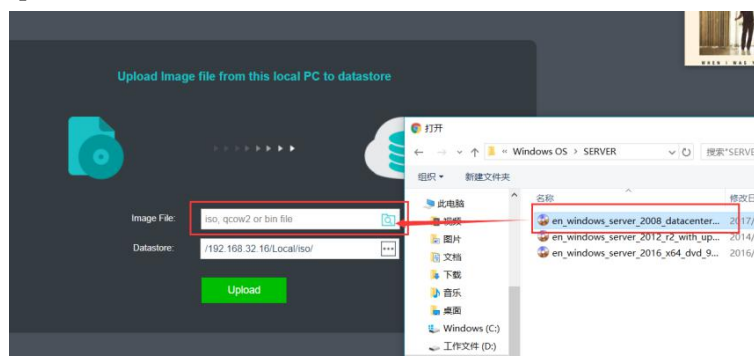 Upload Image file from this local PC to datastore
Image File:
iso, qcow2 or bin file
Datastore:
/192.168.32.16/Local/iso/
Upload
打开
« Windows OS > SERVER
搜索"SERVE
组织
新建文件夹
此电脑
视频
图片
文档
下载
音乐
桌面
Windows (C:)
工作文件 (D:)
名称
修改日
en_windows_server_2008_datacenter...
2017/
en_windows_server_2012_r2_with_up...
2014/
en_windows_server_2016_x64_dvd_9...
2016/